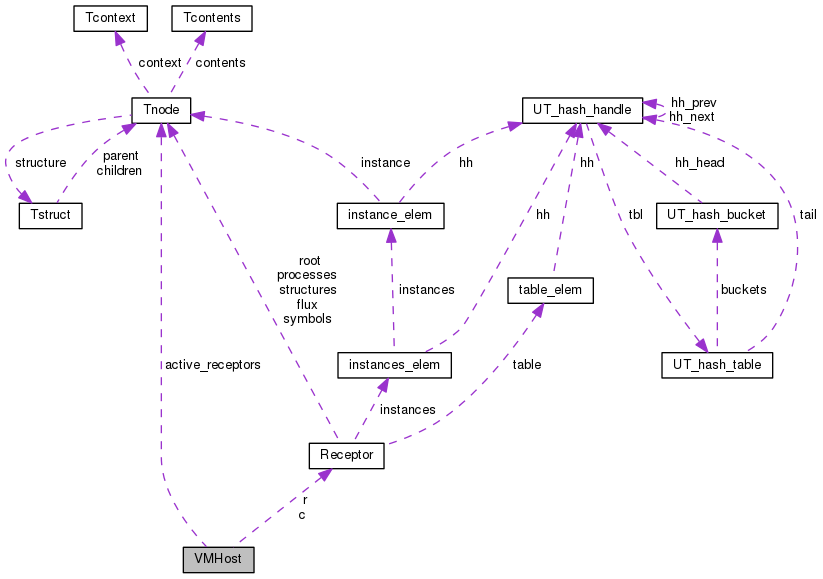 Tcontext
Tcontents
context
contents
Tnode
UT_hash_handle
hh_prev
hh_next
structure
parent
children
instance
hh
hh
hh_head
Tstruct
instance_elem
hh
tbl
UT_hash_bucket
tail
root
processes
structures
flux
symbols
instances
table_elem
buckets
active_receptors
instances_elem
table
UT_hash_table
instances
Receptor
r
c
VMHost